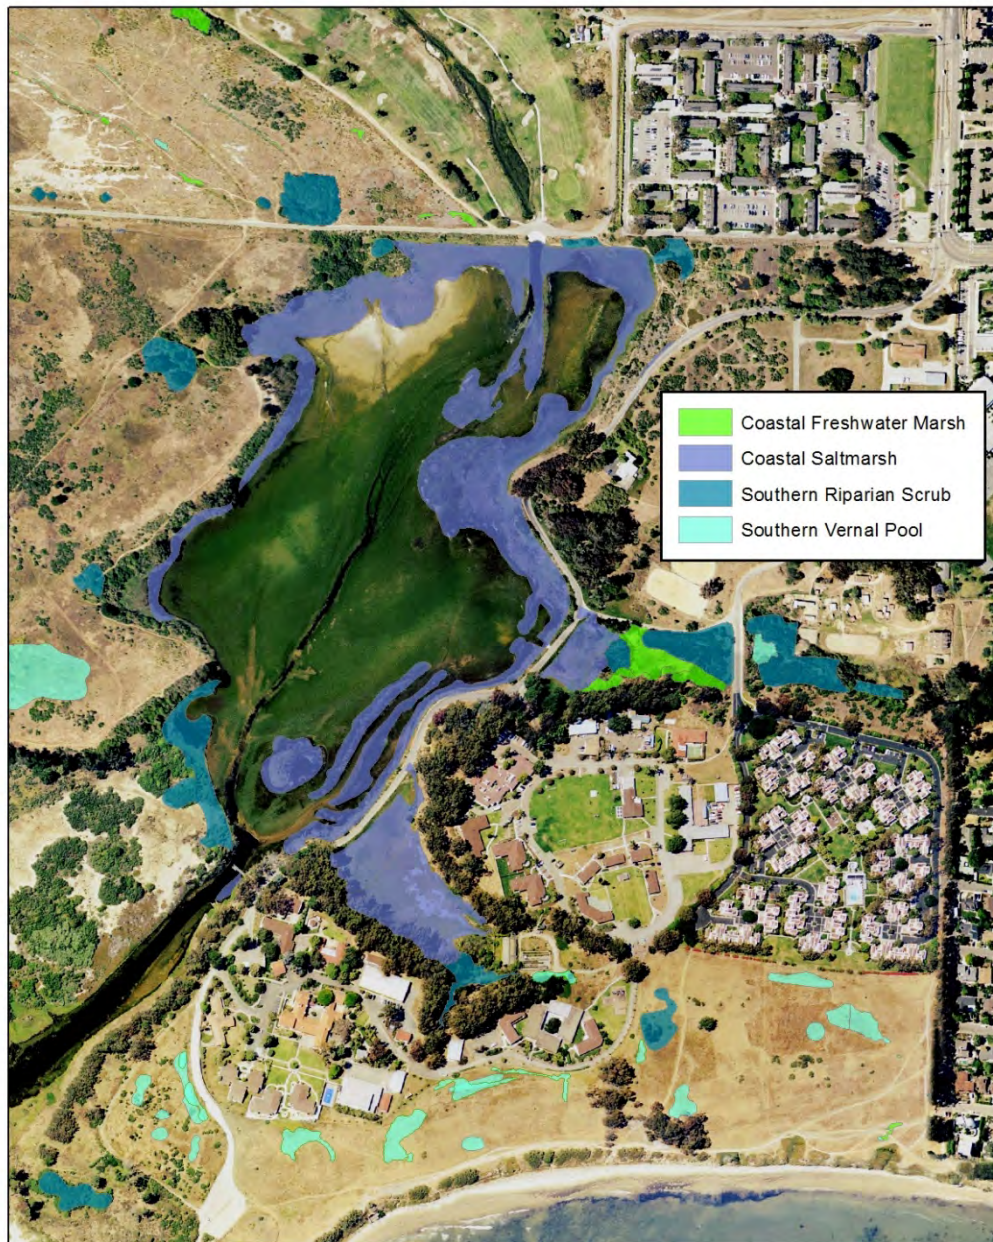 Coastal Freshwater Marsh
Coastal Saltmarsh
Southern Riparian Scrub
Southern Vernal Pool